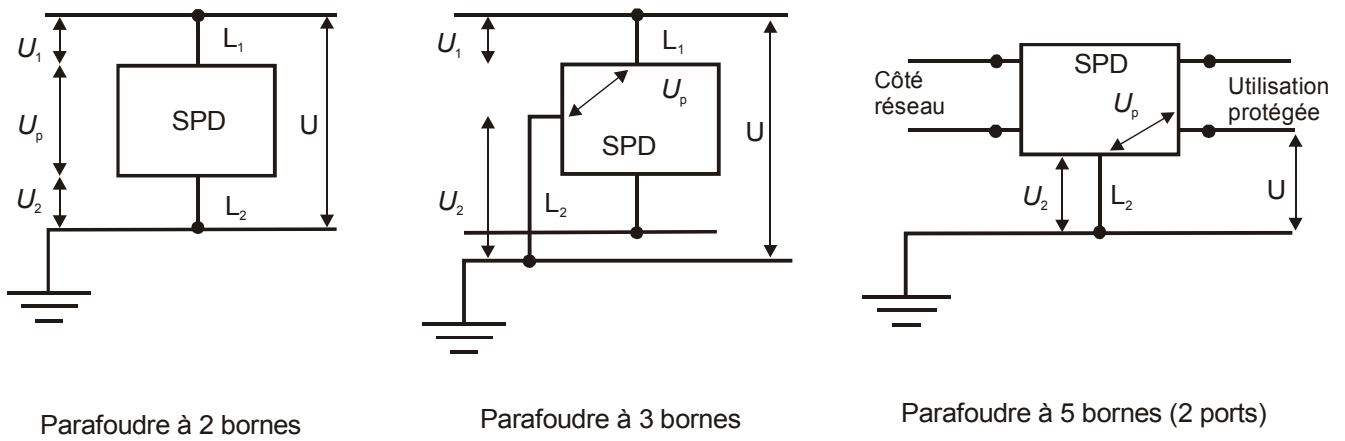 U₁
L₁
SPD
Uₚ
U
U₂
L₂
Parafoudre à 2 bornes
U₁
L₁
Uₚ
SPD
U
U₂
L₂
Parafoudre à 3 bornes
SPD
Côté
réseau
Uₚ
Utilisation
protégée
U₂
L₂
U
Parafoudre à 5 bornes (2 ports)